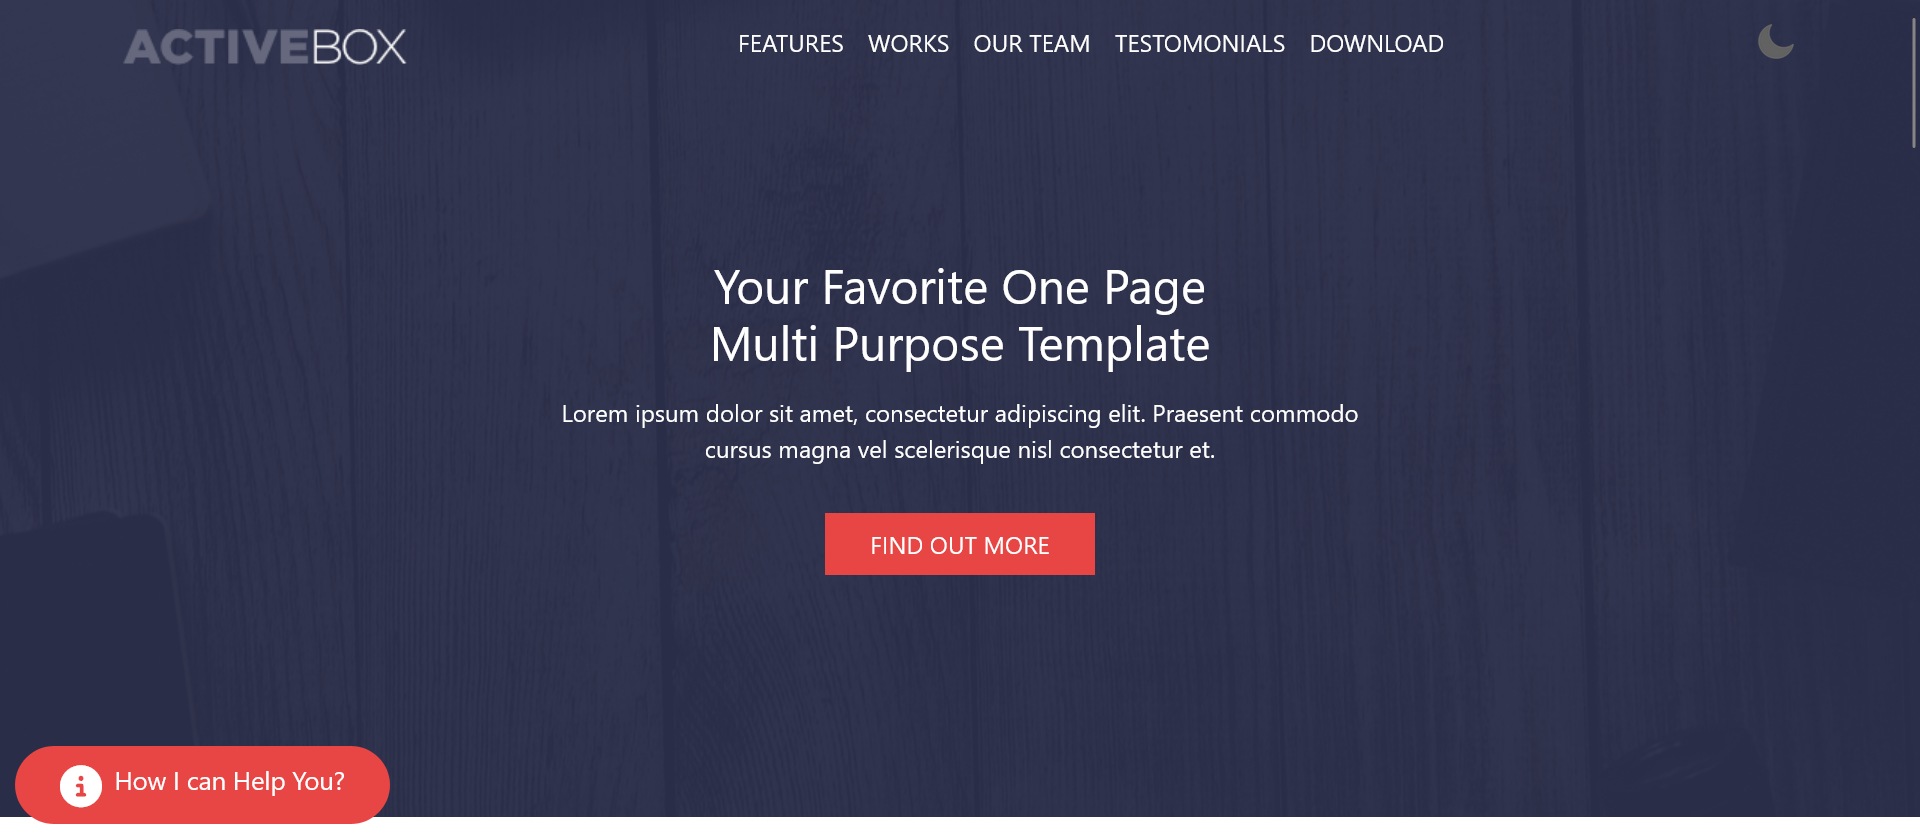 ACTIVEBOX
FEATURES WORKS OUR TEAM TESTOMONIALS DOWNLOAD
Your Favorite One Page
Multi Purpose Template
Lorem ipsum dolor sit amet, consectetur adipiscing elit. Praesent commodo
cursus magna vel scelerisque nisl consectetur et.
FIND OUT MORE
How I can Help You?